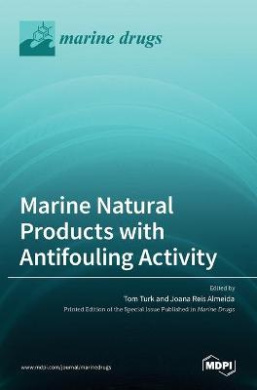 marine drugs
Marine Natural
Products with
Antifouling Activity
Edited by
Tom Turk and Joana Reis Almeida
Printed Edition of the Special Issue Published in Marine Drugs
www.mdpi.com/journal/marinedrugs
MDPI